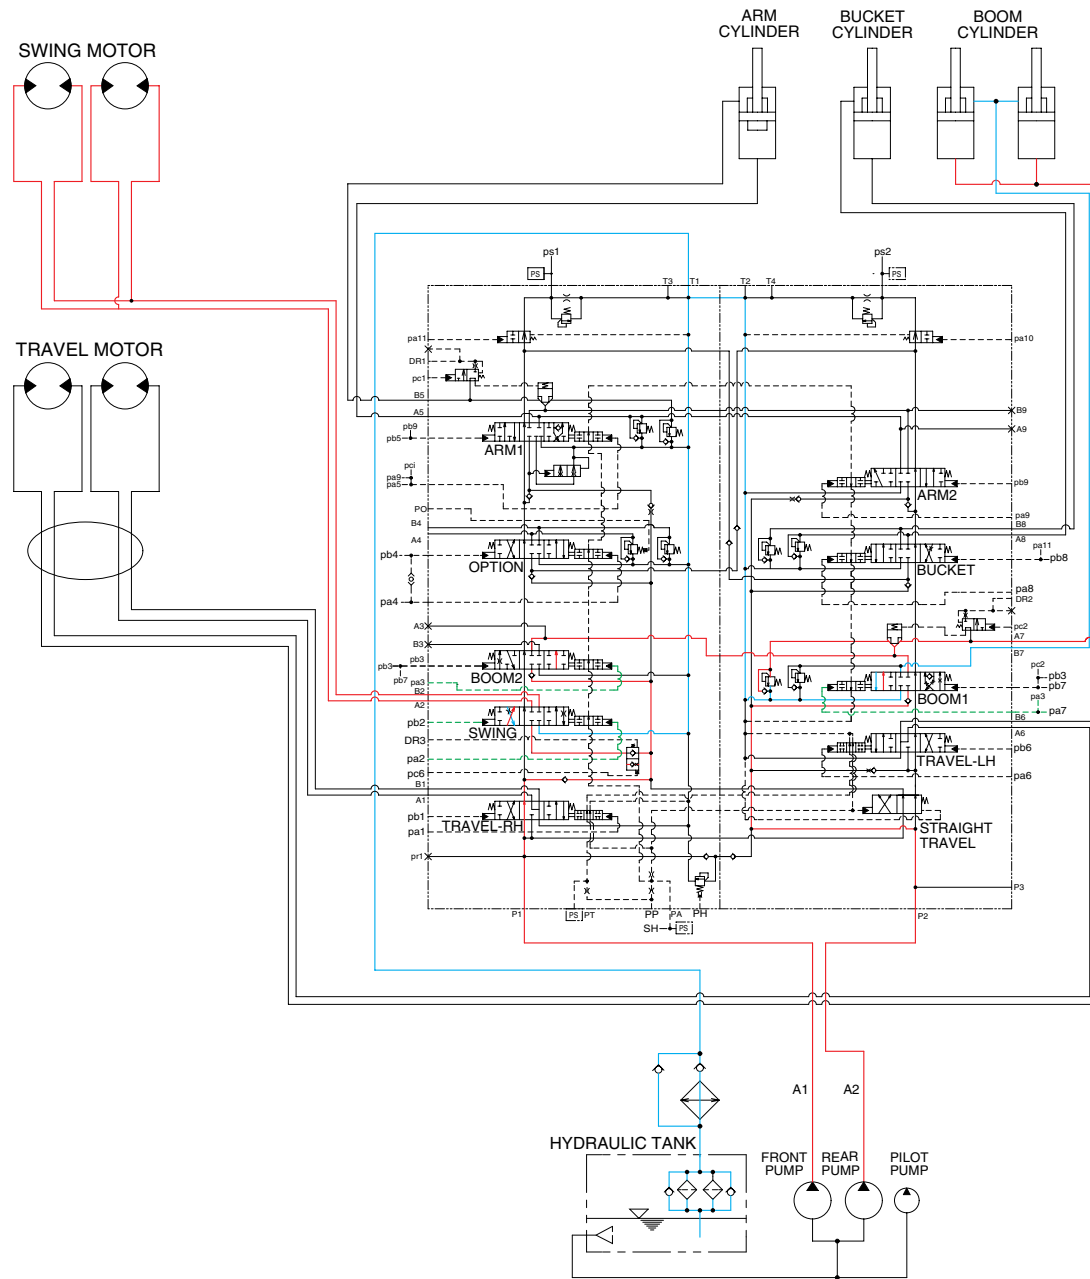 ARM
CYLINDER
BUCKET
CYLINDER
BOOM
CYLINDER
SWING MOTOR
TRAVEL MOTOR
ps1
PS
T3
T1
T2
T4
ps2
PS
pa11
DR1
pc1
B5
A5
pb9
pb5
ARM1
pci
pa9
pa5
PO
B4
A4
pb4
OPTION
pa4
A3
B3
pb3
pb3
pb7
pa3
BOOM2
B2
A2
pb2
SWING
DR3
pa2
pc6
B1
A1
pb1
TRAVEL-RH
pa1
pr1
pa10
B9
A9
ARM2
pb9
pa9
B8
A8
pa11
pb8
BUCKET
pa8
DR2
pc2
A7
B7
pc2
pb3
pb7
pa3
BOOM1
pa7
B6
A6
pb6
TRAVEL-LH
pa6
STRAIGHT
TRAVEL
P3
P1
PS
PT
PP
PA
PH
SH
PS
P2
A1
A2
HYDRAULIC TANK
FRONT
PUMP
REAR
PUMP
PILOT
PUMP